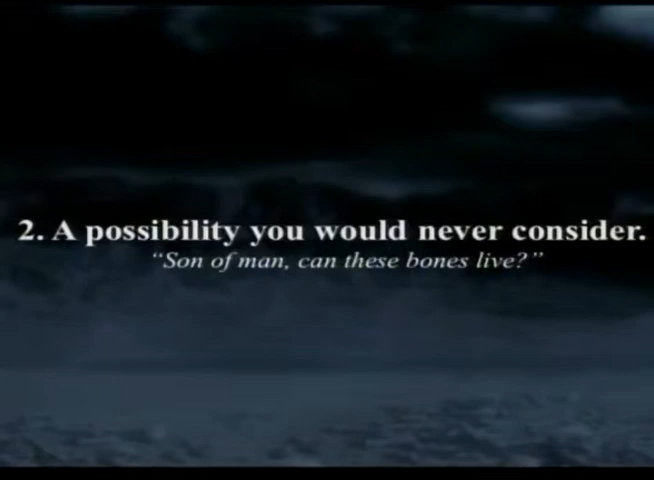 2. A possibility you would never consider.
“Son of man, can these bones live?”